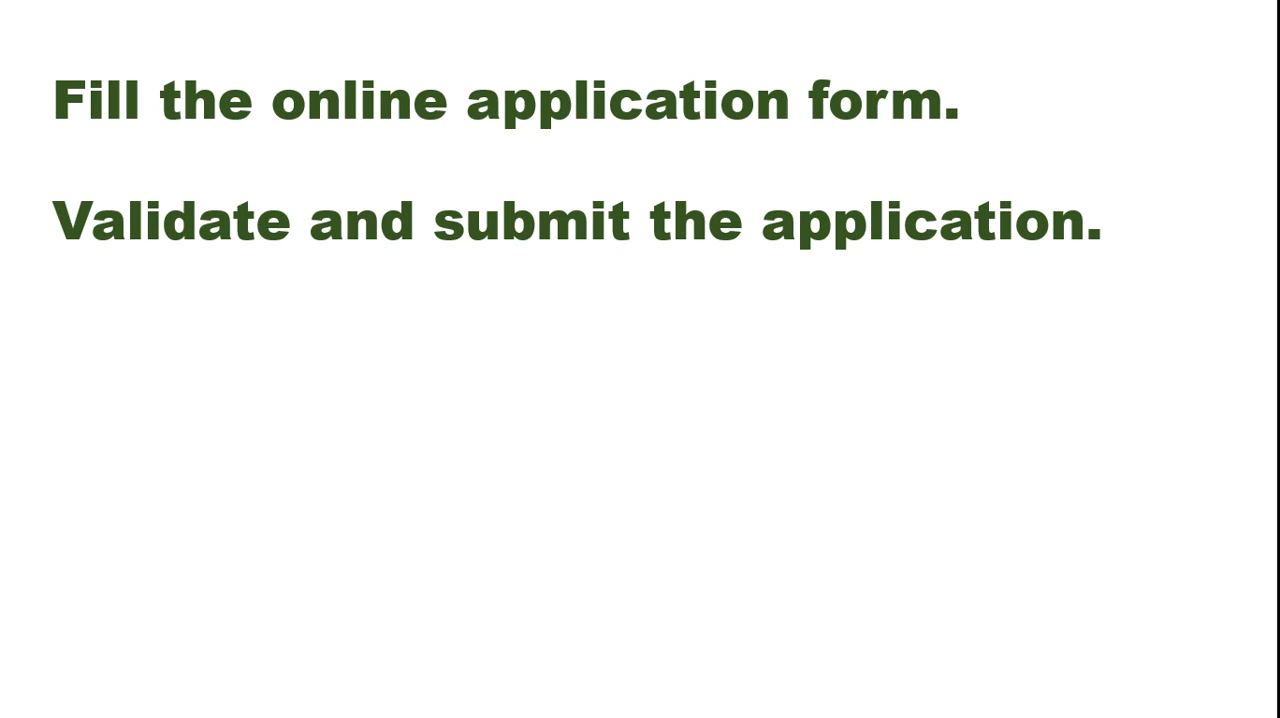 Fill the online application form.
Validate and submit the application.